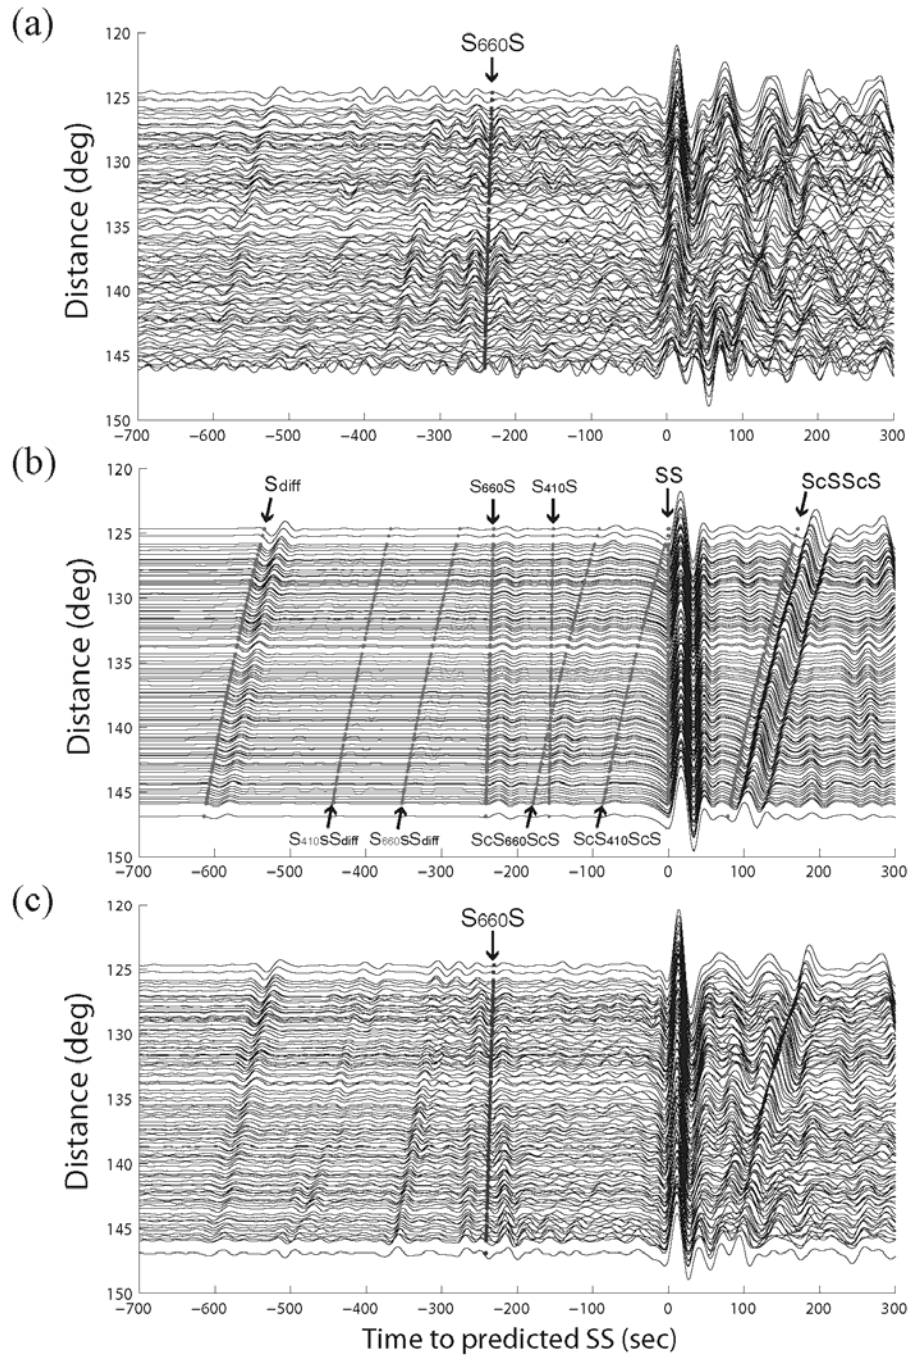 (a)
S660S
120
125
130
135
140
145
150
Distance (deg)
−700 −600 −500 −400 −300 −200 −100 0 100 200 300
(b)
Sdiff S660S S410S SS ScSScS
120
125
130
135
140
145
150
Distance (deg)
S410sSdiff S660sSdiff ScS660ScS ScS410ScS
−700 −600 −500 −400 −300 −200 −100 0 100 200 300
(c)
S660S
120
125
130
135
140
145
150
Distance (deg)
−700 −600 −500 −400 −300 −200 −100 0 100 200 300
Time to predicted SS (sec)